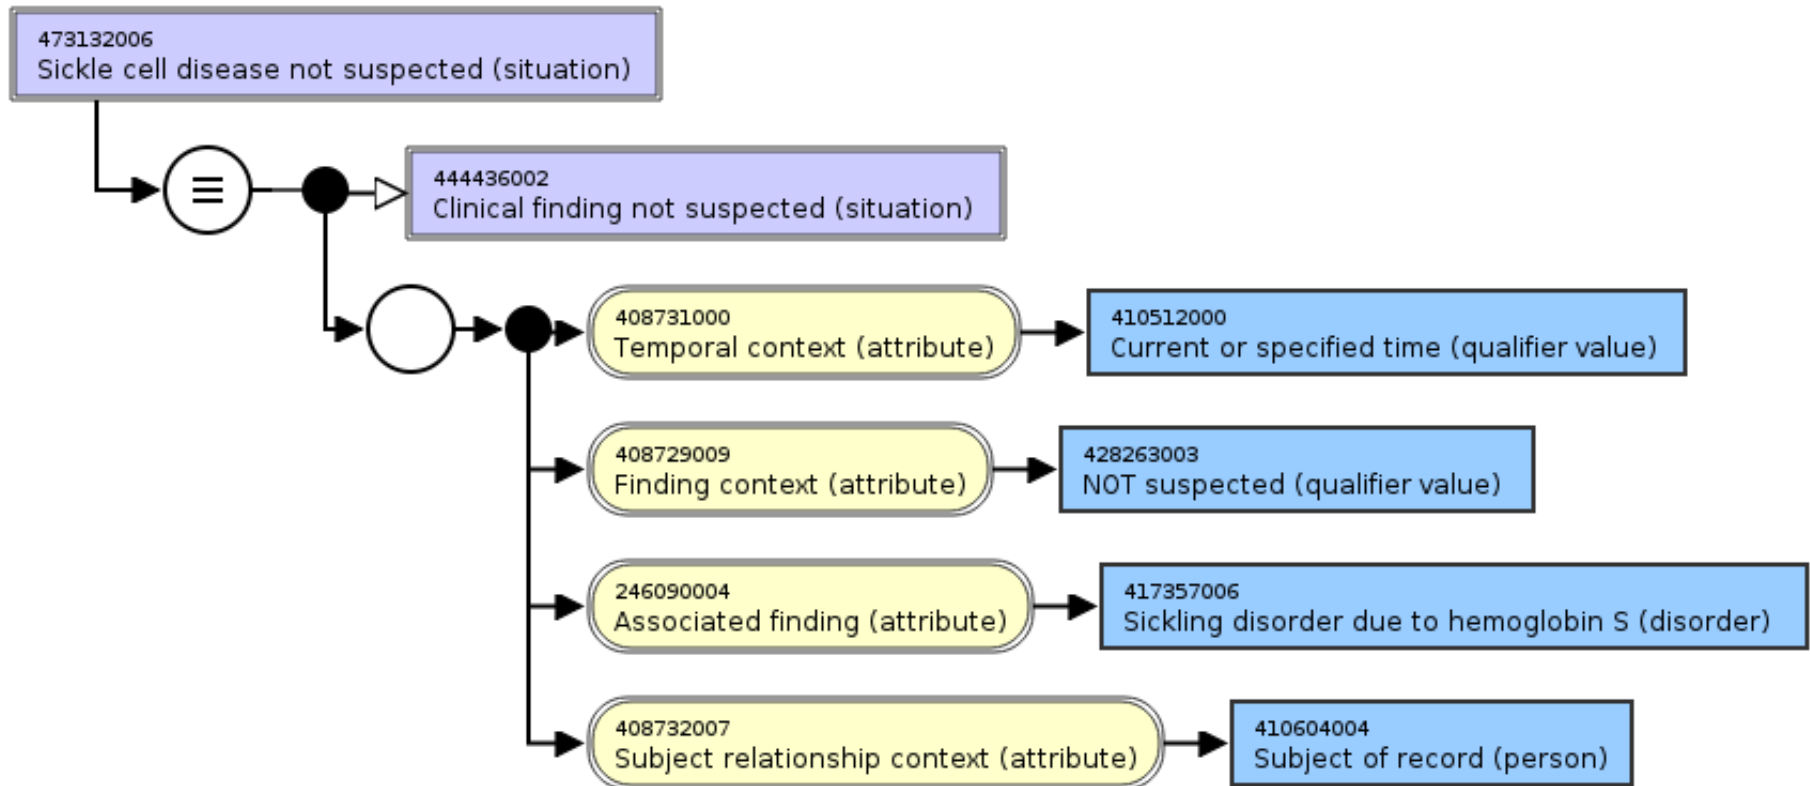 473132006
Sickle cell disease not suspected (situation)
444436002
Clinical finding not suspected (situation)
408731000
Temporal context (attribute)
410512000
Current or specified time (qualifier value)
408729009
Finding context (attribute)
428263003
NOT suspected (qualifier value)
246090004
Associated finding (attribute)
417357006
Sickling disorder due to hemoglobin S (disorder)
408732007
Subject relationship context (attribute)
410604004
Subject of record (person)